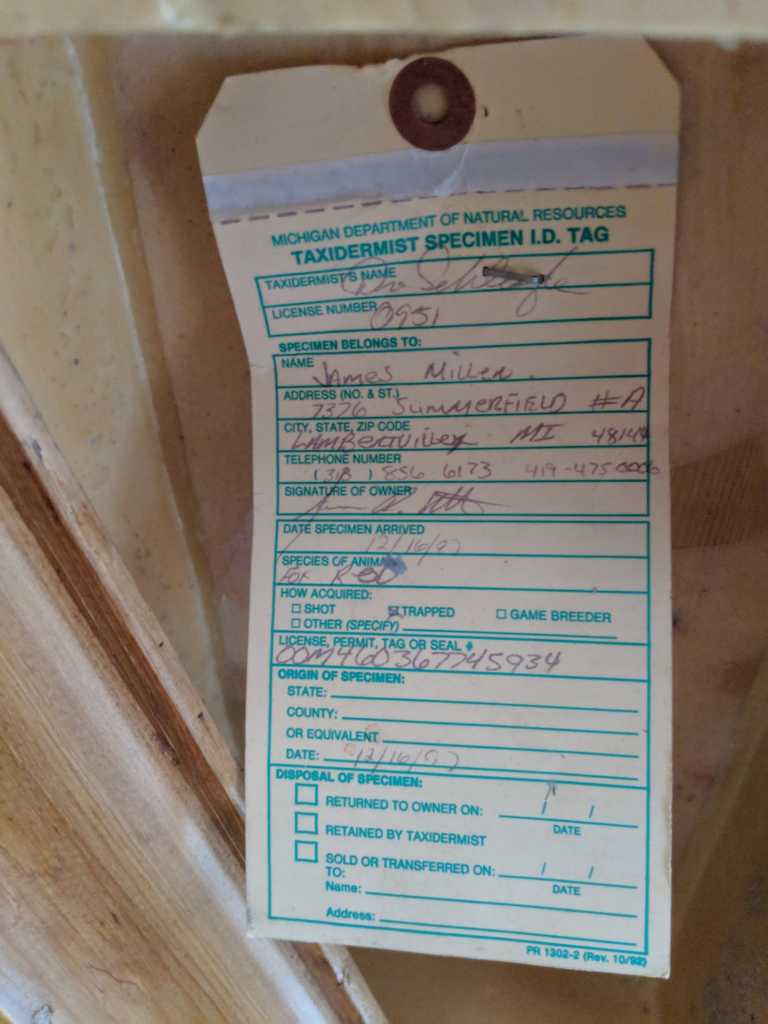 MICHIGAN DEPARTMENT OF NATURAL RESOURCES
TAXIDERMIST SPECIMEN I.D. TAG
TAXIDERMIST'S NAME
LICENSE NUMBER 0951
SPECIMEN BELONGS TO:
NAME James Miller
ADDRESS (NO. & ST.)
7376 SUMMERFIELD #A
CITY, STATE, ZIP CODE
LAMBERTVILLE MI 48144
TELEPHONE NUMBER
(313) 856 6173 419-475 0006
SIGNATURE OF OWNER
DATE SPECIMEN ARRIVED
12/16/97
SPECIES OF ANIMAL
Fox Red
HOW ACQUIRED:
SHOT TRAPPED GAME BREEDER
OTHER (SPECIFY)
LICENSE, PERMIT, TAG OR SEAL #
00M460367745934
ORIGIN OF SPECIMEN:
STATE:
COUNTY:
OR EQUIVALENT
DATE: 12/16/97
DISPOSAL OF SPECIMEN:
RETURNED TO OWNER ON: / /
DATE
RETAINED BY TAXIDERMIST
SOLD OR TRANSFERRED ON: / /
TO: DATE
Name:
Address:
PR 1302-2 (Rev. 10/92)